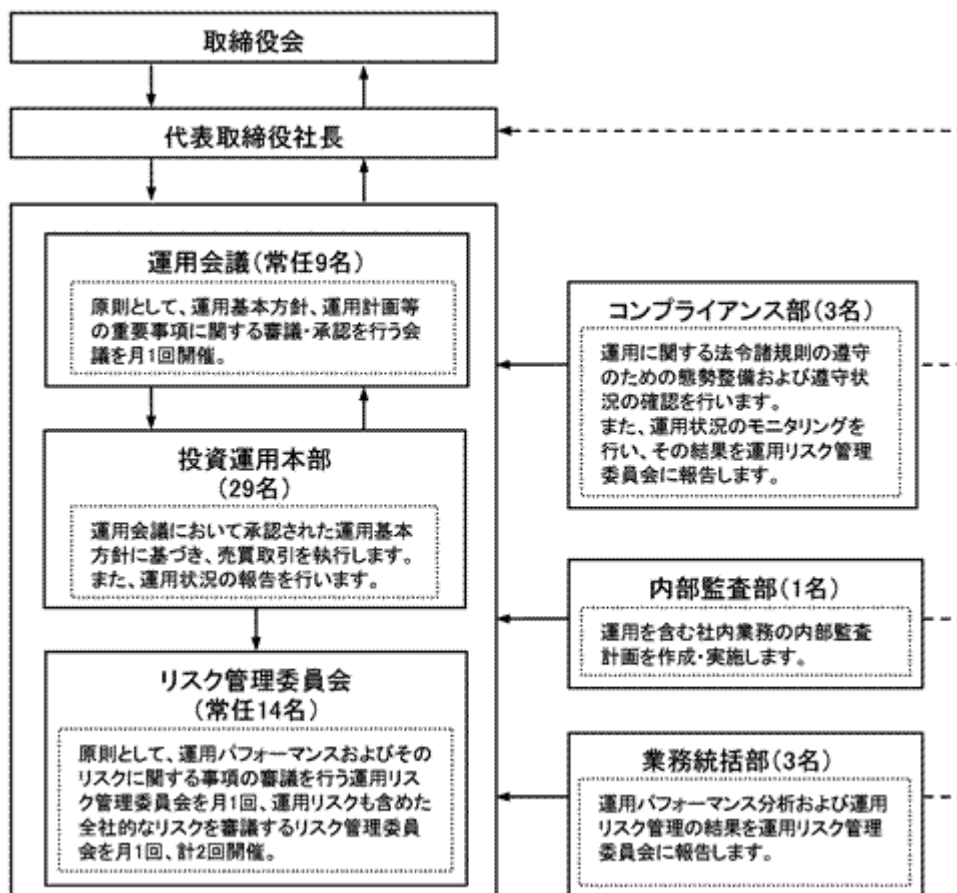 取締役会
代表取締役社長
運用会議(常任9名)
原則として、運用基本方針、運用計画等
の重要事項に関する審議・承認を行う会
議を月1回開催。
投資運用本部
(29名)
運用会議において承認された運用基本
方針に基づき、売買取引を執行します。
また、運用状況の報告を行います。
リスク管理委員会
(常任14名)
原則として、運用パフォーマンスおよびその
リスクに関する事項の審議を行う運用リス
ク管理委員会を月1回、運用リスクも含めた
全社的なリスクを審議するリスク管理委員
会を月1回、計2回開催。
コンプライアンス部(3名)
運用に関する法令諸規則の遵守
のための態勢整備および遵守状
況の確認を行います。
また、運用状況のモニタリングを
行い、その結果を運用リスク管理
委員会に報告します。
内部監査部(1名)
運用を含む社内業務の内部監査
計画を作成・実施します。
業務統括部(3名)
運用パフォーマンス分析および運用
リスク管理の結果を運用リスク管理
委員会に報告します。